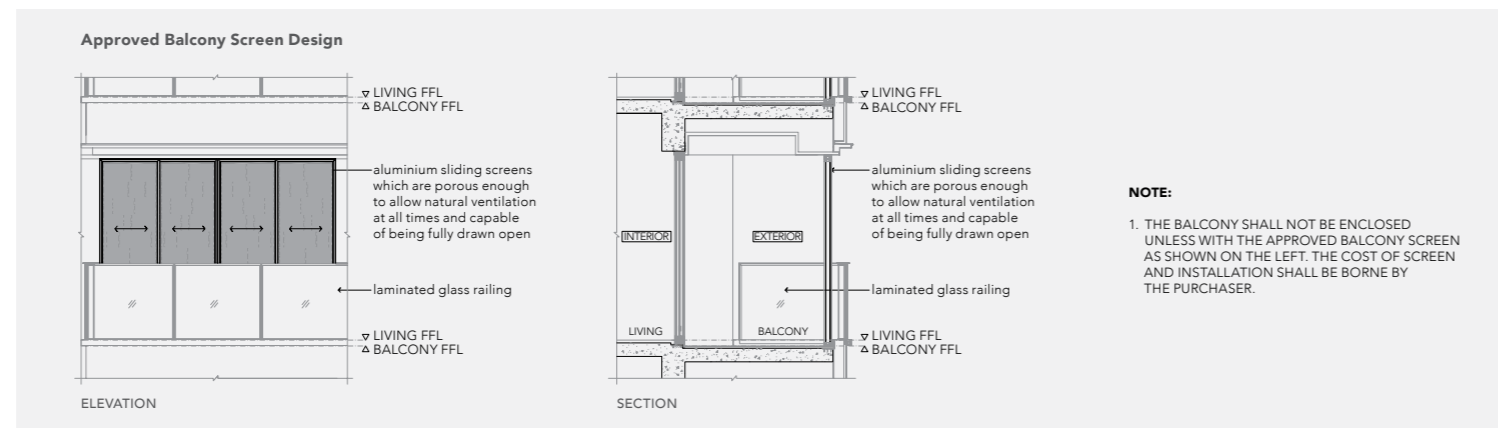 Approved Balcony Screen Design
LIVING FFL
BALCONY FFL
aluminium sliding screens
which are porous enough
to allow natural ventilation
at all times and capable
of being fully drawn open
laminated glass railing
LIVING FFL
BALCONY FFL
ELEVATION
LIVING FFL
BALCONY FFL
aluminium sliding screens
which are porous enough
to allow natural ventilation
at all times and capable
of being fully drawn open
INTERIOR
EXTERIOR
laminated glass railing
LIVING
BALCONY
LIVING FFL
BALCONY FFL
SECTION
NOTE:
1. THE BALCONY SHALL NOT BE ENCLOSED
UNLESS WITH THE APPROVED BALCONY SCREEN
AS SHOWN ON THE LEFT. THE COST OF SCREEN
AND INSTALLATION SHALL BE BORNE BY
THE PURCHASER.